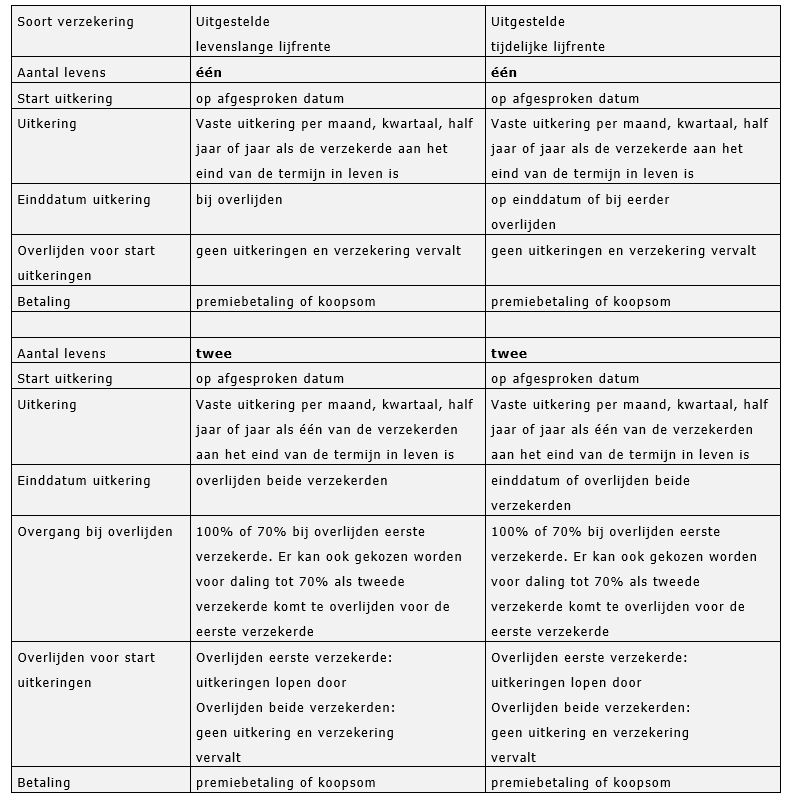 Soort verzekering Uitgestelde Uitgestelde
levenslange lijfrente tijdelijke lijfrente
Aantal levens één één
Start uitkering op afgesproken datum op afgesproken datum
Uitkering Vaste uitkering per maand, kwartaal, half Vaste uitkering per maand, kwartaal, half
jaar of jaar als de verzekerde aan het jaar of jaar als de verzekerde aan het
eind van de termijn in leven is eind van de termijn in leven is
Einddatum uitkering bij overlijden op einddatum of bij eerder
overlijden
Overlijden voor start geen uitkeringen en verzekering vervalt geen uitkeringen en verzekering vervalt
uitkeringen
Betaling premiebetaling of koopsom premiebetaling of koopsom
Aantal levens twee twee
Start uitkering op afgesproken datum op afgesproken datum
Uitkering Vaste uitkering per maand, kwartaal, half Vaste uitkering per maand, kwartaal, half
jaar of jaar als één van de verzekerden jaar of jaar als één van de verzekerden
aan het eind van de termijn in leven is aan het eind van de termijn in leven is
Einddatum uitkering overlijden beide verzekerden einddatum of overlijden beide
verzekerden
Overgang bij overlijden 100% of 70% bij overlijden eerste 100% of 70% bij overlijden eerste
verzekerde. Er kan ook gekozen worden verzekerde. Er kan ook gekozen worden
voor daling tot 70% als tweede voor daling tot 70% als tweede
verzekerde komt te overlijden voor de verzekerde komt te overlijden voor de
eerste verzekerde eerste verzekerde
Overlijden voor start Overlijden eerste verzekerde: Overlijden eerste verzekerde:
uitkeringen uitkeringen lopen door uitkeringen lopen door
Overlijden beide verzekerden: Overlijden beide verzekerden:
geen uitkering en verzekering geen uitkering en verzekering
vervalt vervalt
Betaling premiebetaling of koopsom premiebetaling of koopsom